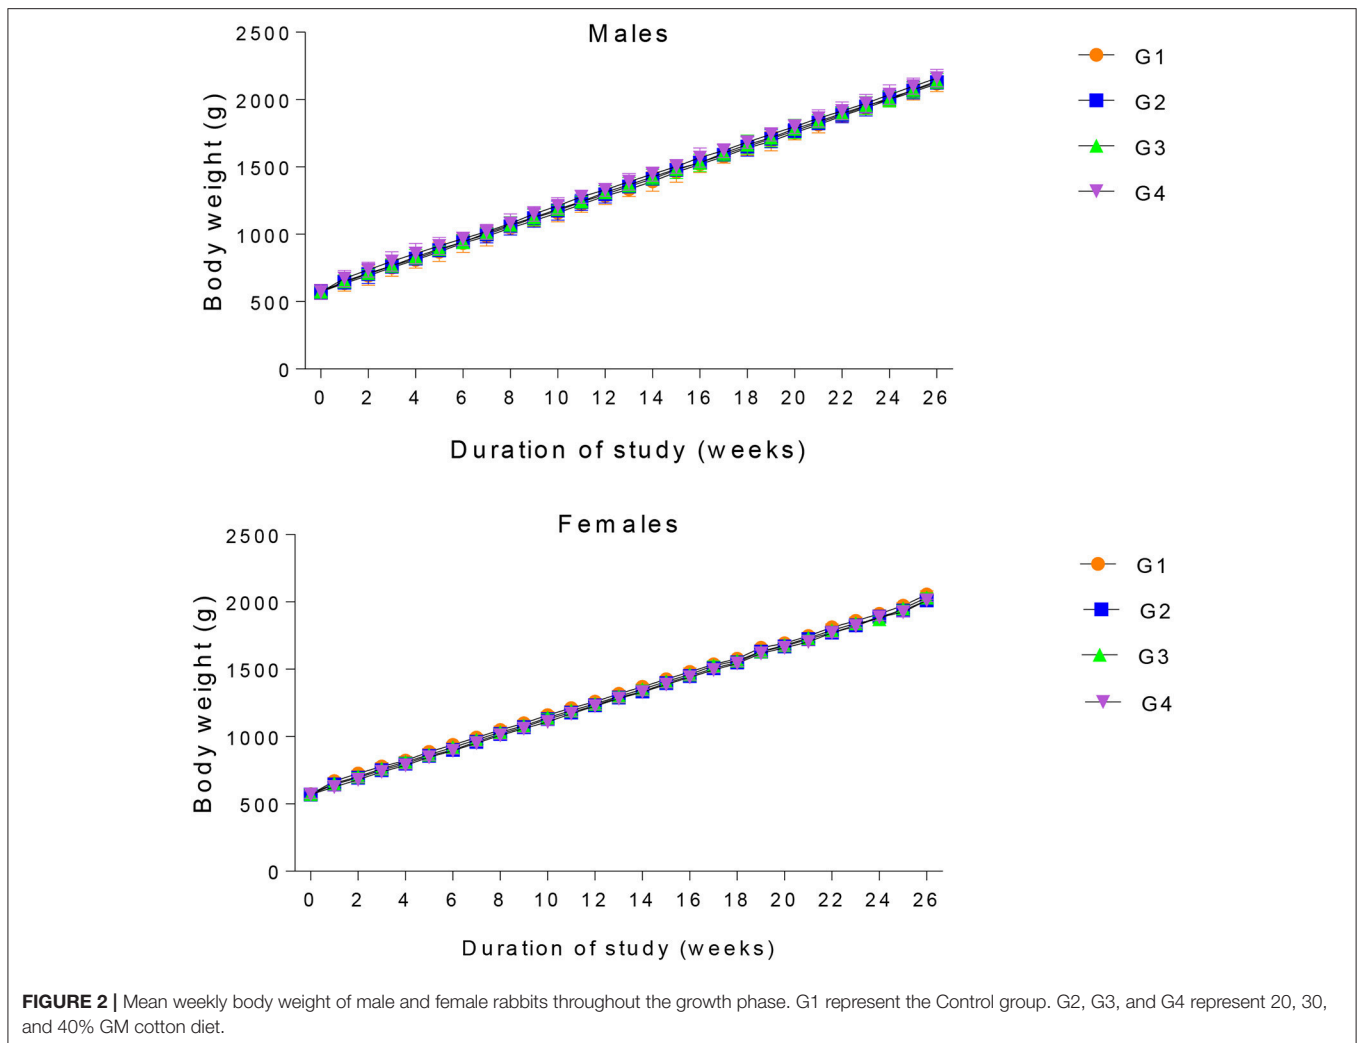 Males
2500
2000
1500
1000
500
0
Body weight (g)
0 2 4 6 8 10 12 14 16 18 20 22 24 26
Duration of study (weeks)
G1
G2
G3
G4
Females
2500
2000
1500
1000
500
0
Body weight (g)
0 2 4 6 8 10 12 14 16 18 20 22 24 26
Duration of study (weeks)
G1
G2
G3
G4
FIGURE 2 | Mean weekly body weight of male and female rabbits throughout the growth phase. G1 represent the Control group. G2, G3, and G4 represent 20, 30,
and 40% GM cotton diet.